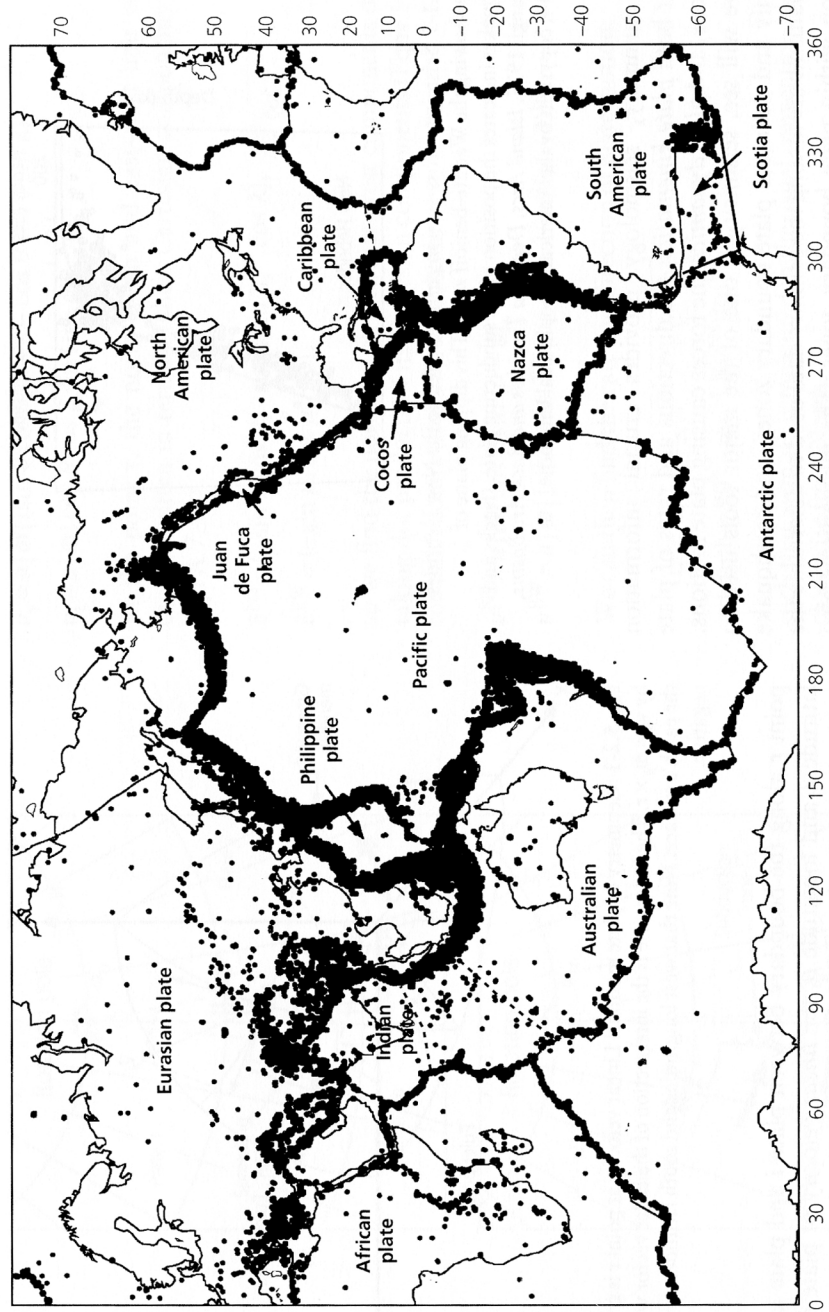 70
60
50
40
30
20
10
0
-10
-20
-30
-40
-50
-60
-70
0
30
60
90
120
150
180
210
240
270
300
330
360
Eurasian plate
African
plate
Indian
plate
Australian
plate
Philippine
plate
Pacific plate
Juan
de Fuca
plate
North
American
plate
Caribbean
plate
Cocos
plate
Nazca
plate
South
American
plate
Scotia plate
Antarctic plate